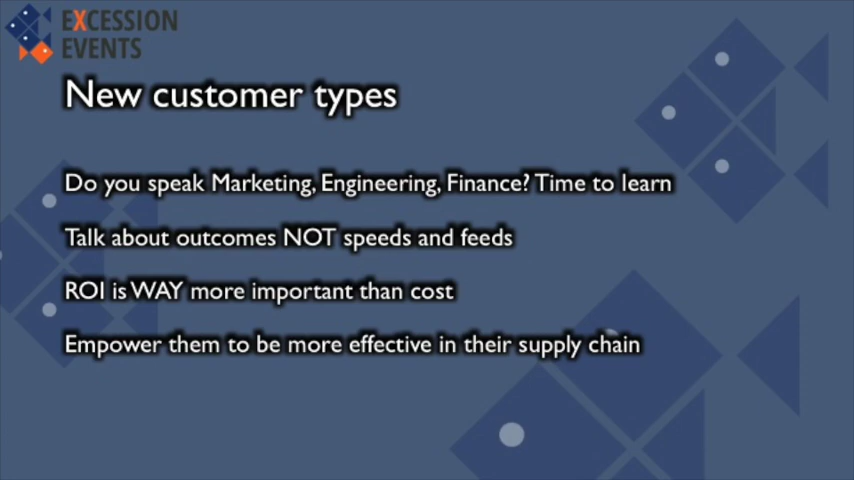 EXCESSION
EVENTS
New customer types
Do you speak Marketing, Engineering, Finance? Time to learn
Talk about outcomes NOT speeds and feeds
ROI is WAY more important than cost
Empower them to be more effective in their supply chain